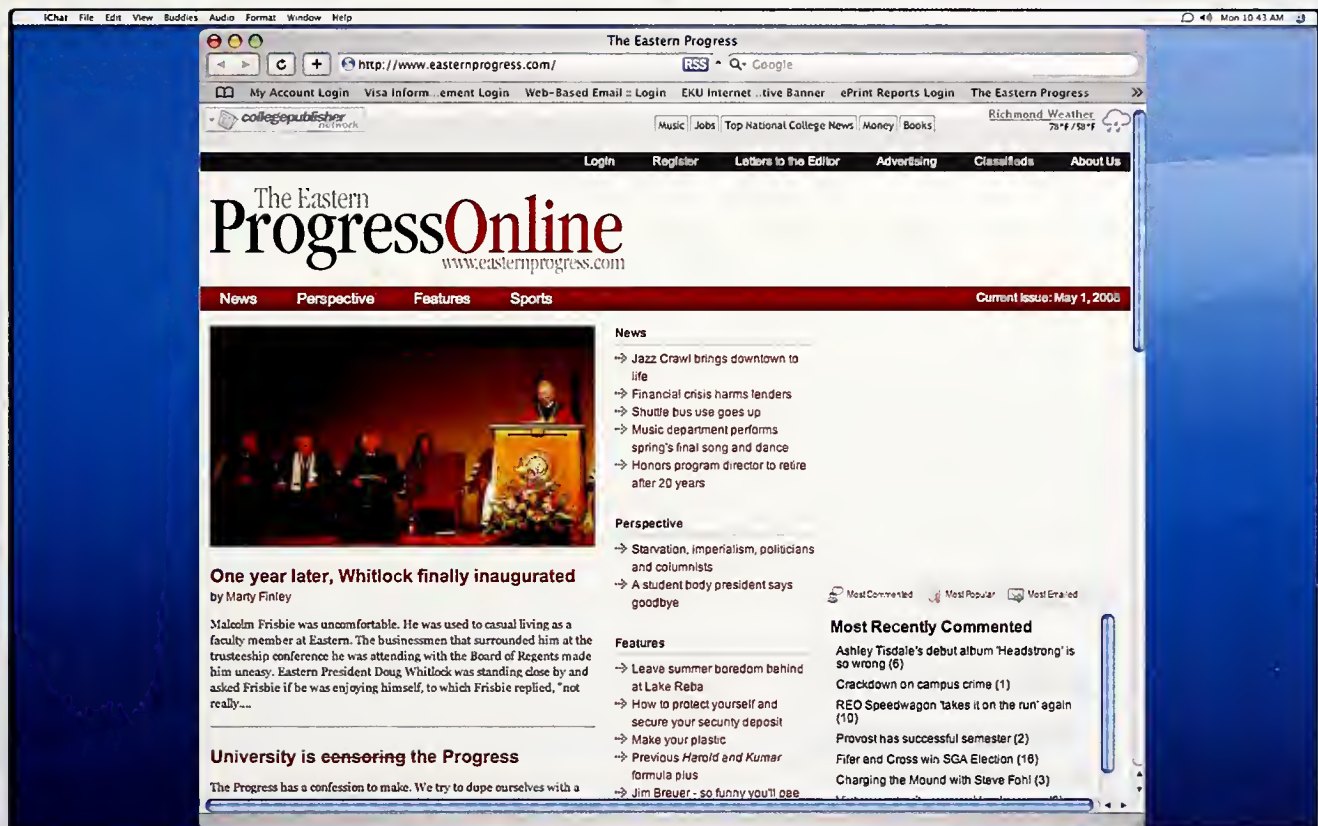 iChat File Edit View Buddies Audio Format Window Help
Mon 10 43 AM
The Eastern Progress
http://www.easternprogress.com/
RSS
Google
My Account Login Visa Inform...ement Login Web-Based Email :: Login EKU Internet ...tive Banner ePrint Reports Login The Eastern Progress
collegepublisher
network
Music Jobs Top National College News Money Books
Richmond Weather
78°F / 58°F
Login Register Letters to the Editor Advertising Classifieds About Us
The Eastern
ProgressOnline
www.easternprogress.com
News Perspective Features Sports
Current Issue: May 1, 2008
One year later, Whitlock finally inaugurated
by Marty Finley
Malcolm Frisbie was uncomfortable. He was used to casual living as a
faculty member at Eastern. The businessmen that surrounded him at the
trusteeship conference he was attending with the Board of Regents made
him uneasy. Eastern President Doug Whitlock was standing close by and
asked Frisbie if he was enjoying himself, to which Frisbie replied, "not
really....
University is censoring the Progress
The Progress has a confession to make. We try to dupe ourselves with a
News
Jazz Crawl brings downtown to
life
Financial crisis harms lenders
Shuttle bus use goes up
Music department performs
spring's final song and dance
Honors program director to retire
after 20 years
Perspective
Starvation, imperialism, politicians
and columnists
A student body president says
goodbye
Features
Leave summer boredom behind
at Lake Reba
How to protect yourself and
secure your security deposit
Make your plastic
Previous Harold and Kumar
formula plus
Jim Breuer - so funny you'll pee
Most Commented Most Popular Most Emailed
Most Recently Commented
Ashley Tisdale's debut album 'Headstrong' is
so wrong (6)
Crackdown on campus crime (1)
REO Speedwagon 'takes it on the run' again
(10)
Provost has successful semester (2)
Fifer and Cross win SGA Election (16)
Charging the Mound with Steve Fohl (3)